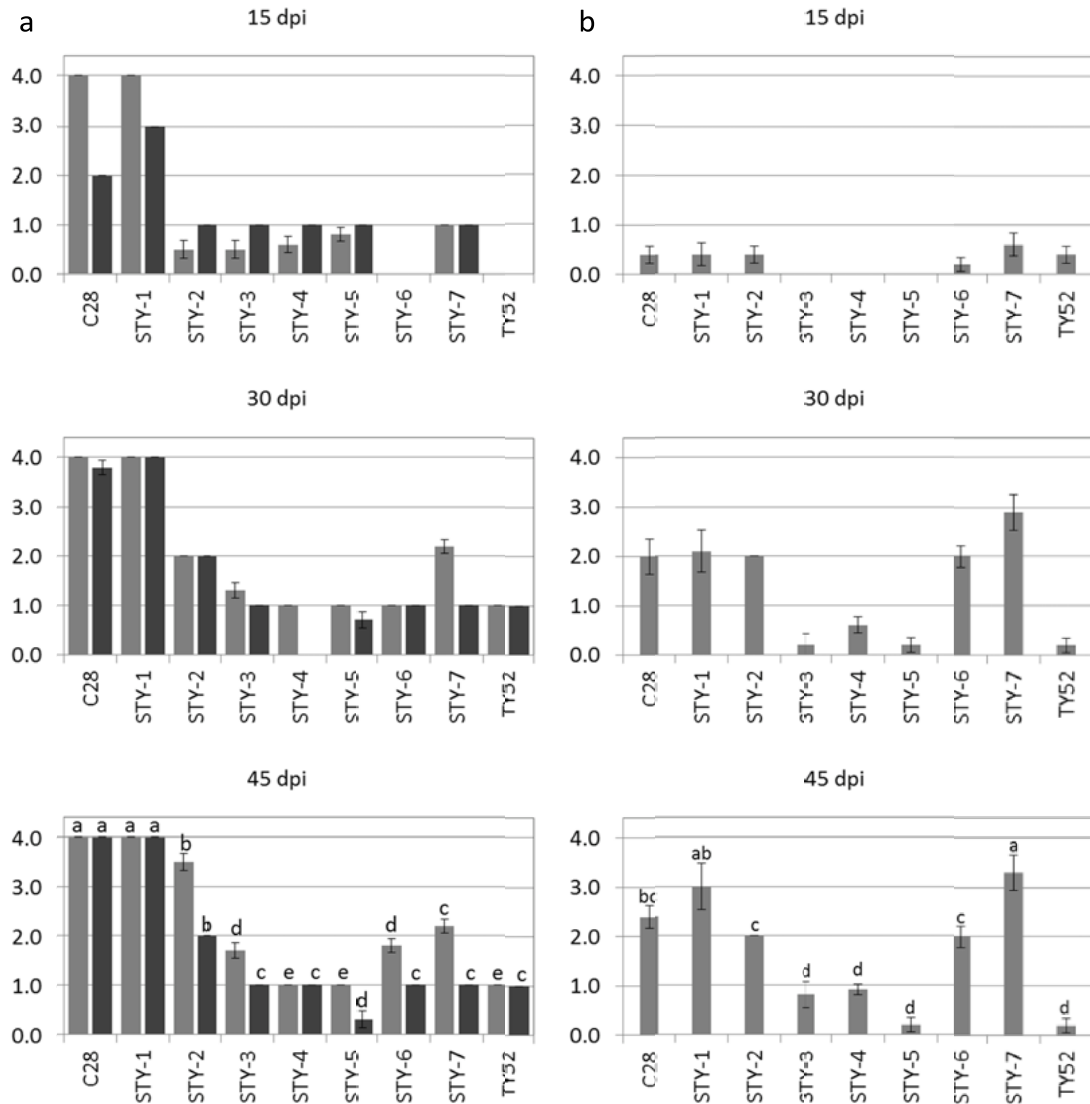 a
15 dpi
4.0
3.0
2.0
1.0
0.0
C28
STY-1
STY-2
STY-3
STY-4
STY-5
STY-6
STY-7
TY52
30 dpi
4.0
3.0
2.0
1.0
0.0
C28
STY-1
STY-2
STY-3
STY-4
STY-5
STY-6
STY-7
TY52
45 dpi
a a a a b b d c e c e d d c c c e c
4.0
3.0
2.0
1.0
0.0
C28
STY-1
STY-2
STY-3
STY-4
STY-5
STY-6
STY-7
TY52
b
15 dpi
4.0
3.0
2.0
1.0
0.0
C28
STY-1
STY-2
STY-3
STY-4
STY-5
STY-6
STY-7
TY52
30 dpi
4.0
3.0
2.0
1.0
0.0
C28
STY-1
STY-2
STY-3
STY-4
STY-5
STY-6
STY-7
TY52
45 dpi
bc ab c d d d c a d
4.0
3.0
2.0
1.0
0.0
C28
STY-1
STY-2
STY-3
STY-4
STY-5
STY-6
STY-7
TY52